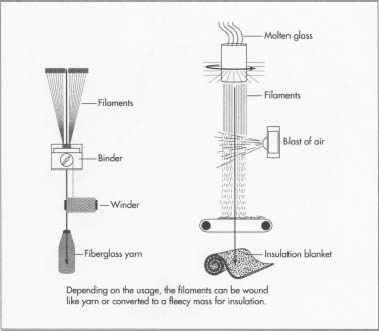 Molten glass
Filaments
Filaments
Blast of air
Binder
Winder
Fiberglass yarn
Insulation blanket
Depending on the usage, the filaments can be wound
like yarn or converted to a fleecy mass for insulation.